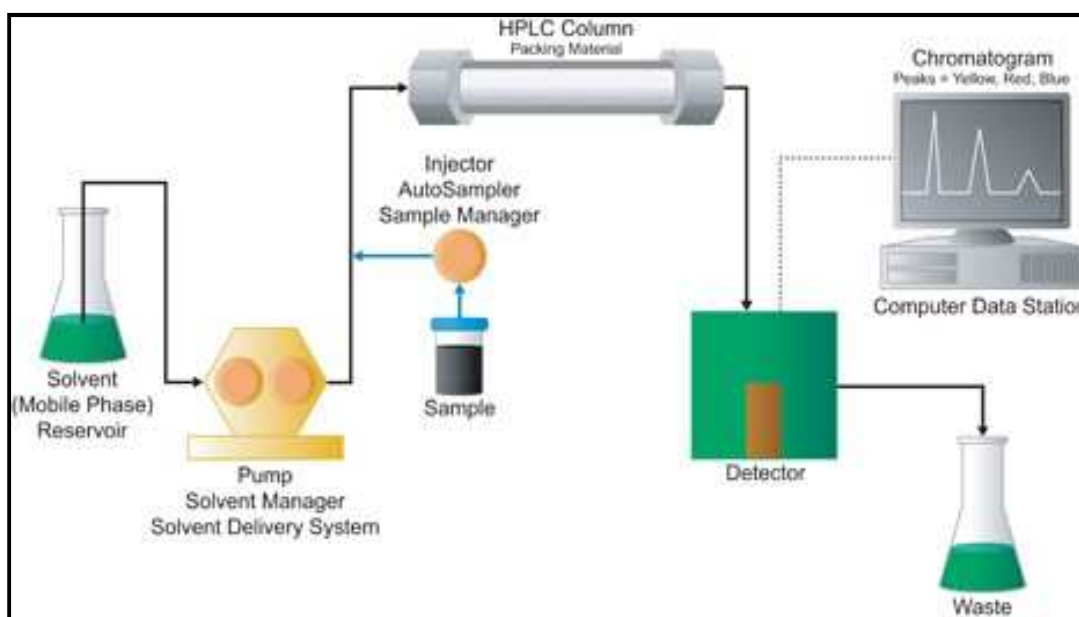 HPLC Column
Packing Material
Chromatogram
Peaks = Yellow, Red, Blue
Injector
AutoSampler
Sample Manager
Computer Data Station
Solvent
(Mobile Phase)
Reservoir
Sample
Pump
Solvent Manager
Solvent Delivery System
Detector
Waste